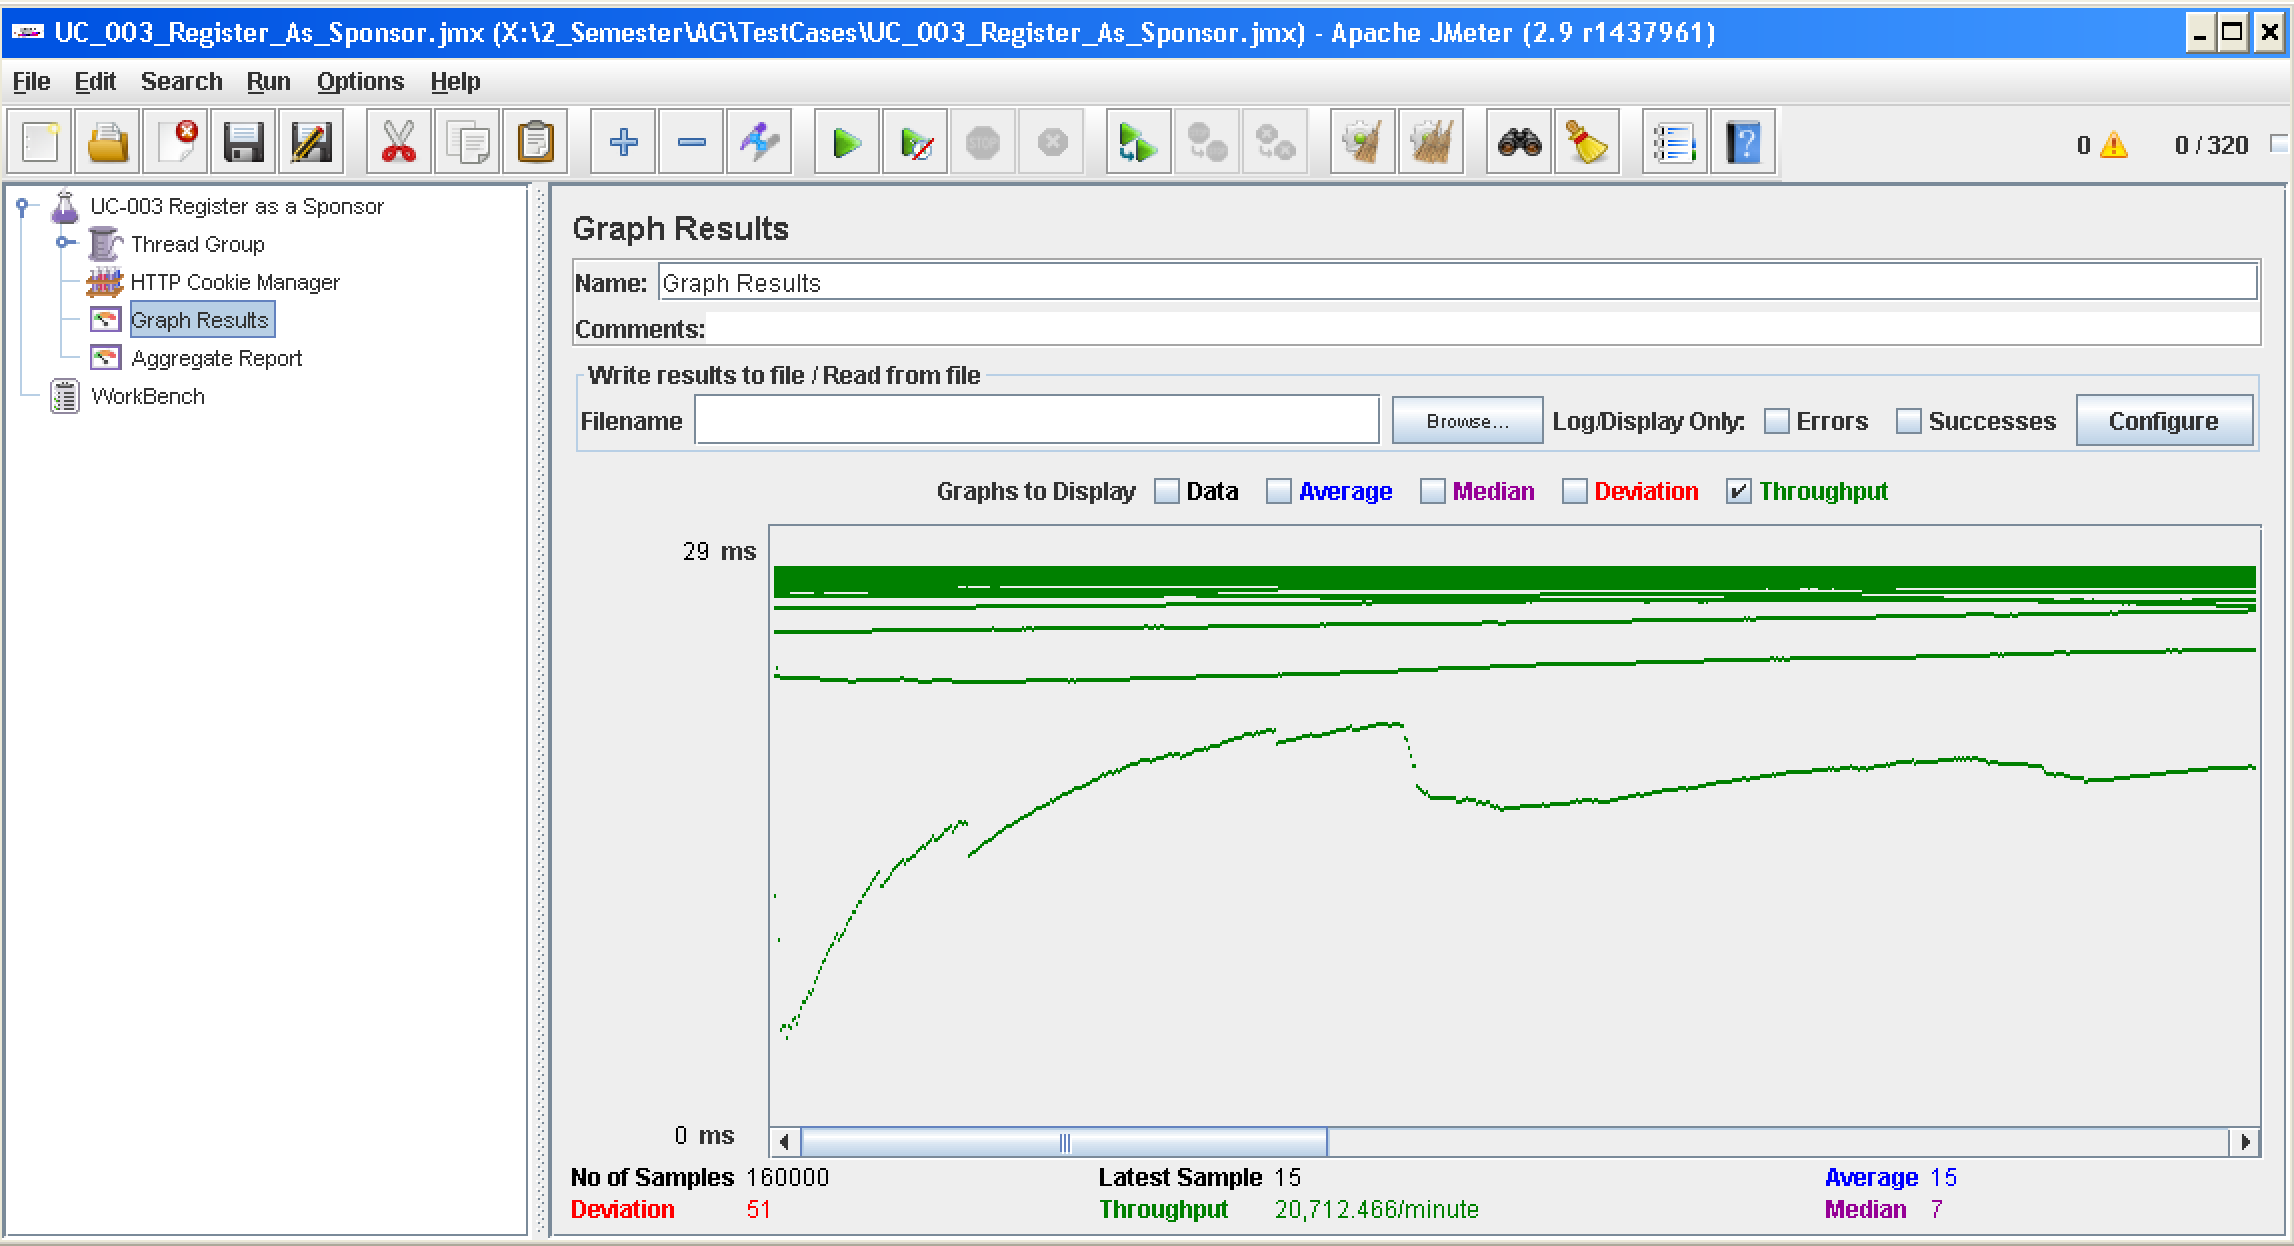 UC_003_Register_As_Sponsor.jmx (X:\2_Semester\AG\TestCases\UC_003_Register_As_Sponsor.jmx) - Apache JMeter (2.9 r1437961)
File Edit Search Run Options Help
STOP
0 0 / 320
UC-003 Register as a Sponsor
Thread Group
HTTP Cookie Manager
Graph Results
Aggregate Report
WorkBench
Graph Results
Name: Graph Results
Comments:
Write results to file / Read from file
Filename Browse... Log/Display Only: Errors Successes Configure
Graphs to Display Data Average Median Deviation Throughput
29 ms
0 ms
No of Samples 160000 Latest Sample 15 Average 15
Deviation 51 Throughput 20,712.466/minute Median 7